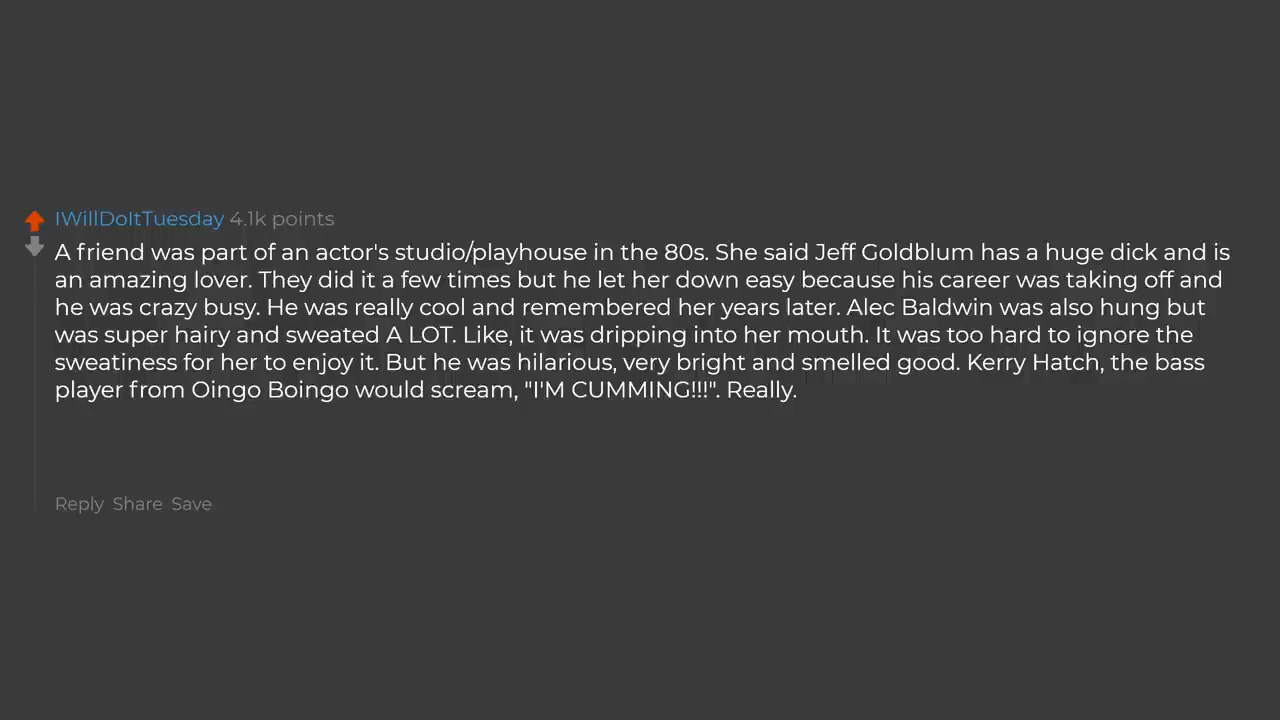 IWillDoItTuesday 4.1k points
A friend was part of an actor's studio/playhouse in the 80s. She said Jeff Goldblum has a huge dick and is
an amazing lover. They did it a few times but he let her down easy because his career was taking off and
he was crazy busy. He was really cool and remembered her years later. Alec Baldwin was also hung but
was super hairy and sweated A LOT. Like, it was dripping into her mouth. It was too hard to ignore the
sweatiness for her to enjoy it. But he was hilarious, very bright and smelled good. Kerry Hatch, the bass
player from Oingo Boingo would scream, "I'M CUMMING!!!". Really.
Reply Share Save